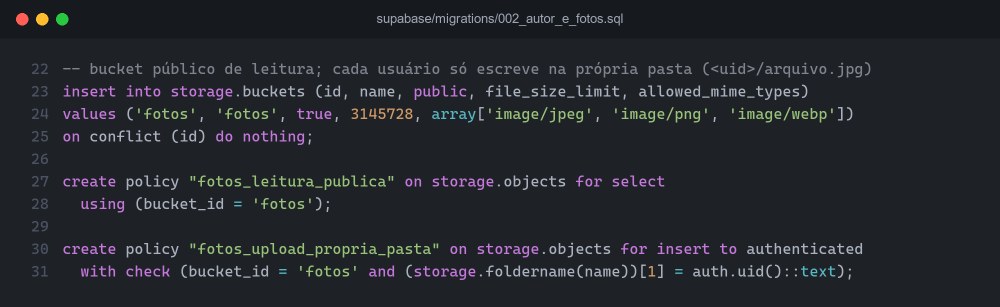 supabase/migrations/002_autor_e_fotos.sql
22 -- bucket público de leitura; cada usuário só escreve na própria pasta (<uid>/arquivo.jpg)
23 insert into storage.buckets (id, name, public, file_size_limit, allowed_mime_types)
24 values ('fotos', 'fotos', true, 3145728, array['image/jpeg', 'image/png', 'image/webp'])
25 on conflict (id) do nothing;
26
27 create policy "fotos_leitura_publica" on storage.objects for select
28   using (bucket_id = 'fotos');
29
30 create policy "fotos_upload_propria_pasta" on storage.objects for insert to authenticated
31   with check (bucket_id = 'fotos' and (storage.foldername(name))[1] = auth.uid()::text);